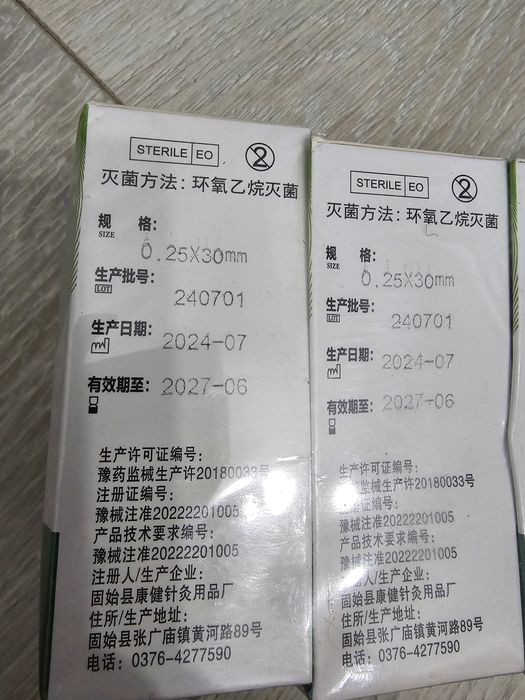 STERILE EO
灭菌方法：环氧乙烷灭菌
规 格：
SIZE
0.25X30mm
生产批号：
LOT
240701
生产日期：
2024-07
有效期至：
2027-06
生产许可证编号：
豫药监械生产许20180033号
注册证编号：
豫械注准20222201005
产品技术要求编号：
豫械注准20222201005
注册人/生产企业：
固始县康健针灸用品厂
住所/生产地址：
固始县张广庙镇黄河路89号
电话：0376-4277590
STERILE EO
灭菌方法：环氧乙烷灭菌
规 格：
SIZE
0.25X30mm
生产批号：
LOT
240701
生产日期：
2024-07
有效期至：
2027-06
生产许可证编号：
监械生产许20180033号
注册证编号：
豫械注准20222201005
产品技术要求编号：
豫械注准20222201005
注册人/生产企业：
固始县康健针灸用品厂
住所/生产地址：
固始县张广庙镇黄河路89号
电话：0376-4277590